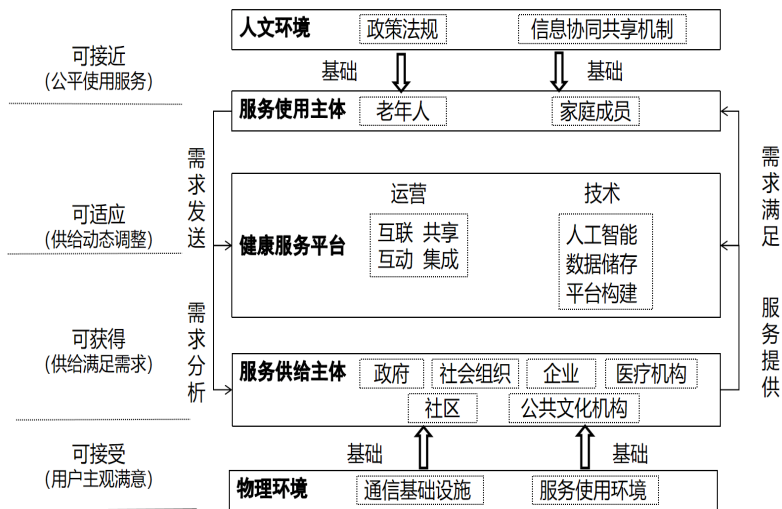 人文环境 政策法规 信息协同共享机制
可接近
(公平使用服务)
基础 基础
服务使用主体 老年人 家庭成员
需求发送
需求满足
可适应
(供给动态调整)
运营 技术
健康服务平台
互联 共享
互动 集成
人工智能
数据储存
平台构建
需求分析
服务提供
可获得
(供给满足需求)
服务供给主体 政府 社会组织 企业 医疗机构
社区 公共文化机构
可接受
(用户主观满意)
基础 基础
物理环境 通信基础设施 服务使用环境